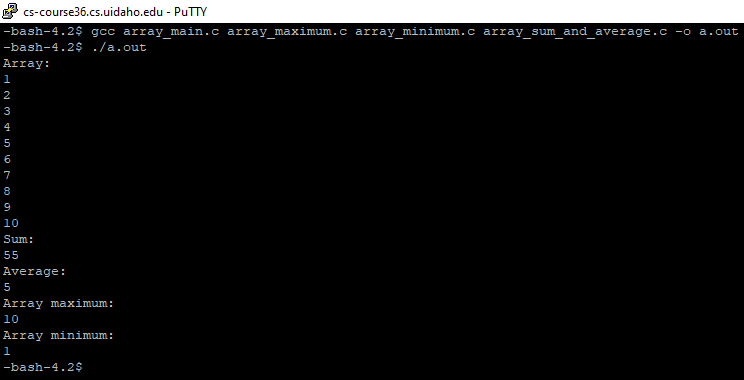 cs-course36.cs.uidaho.edu - PuTTY
-bash-4.2$ gcc array_main.c array_maximum.c array_minimum.c array_sum_and_average.c -o a.out
-bash-4.2$ ./a.out
Array:
1
2
3
4
5
6
7
8
9
10
Sum:
55
Average:
5
Array maximum:
10
Array minimum:
1
-bash-4.2$